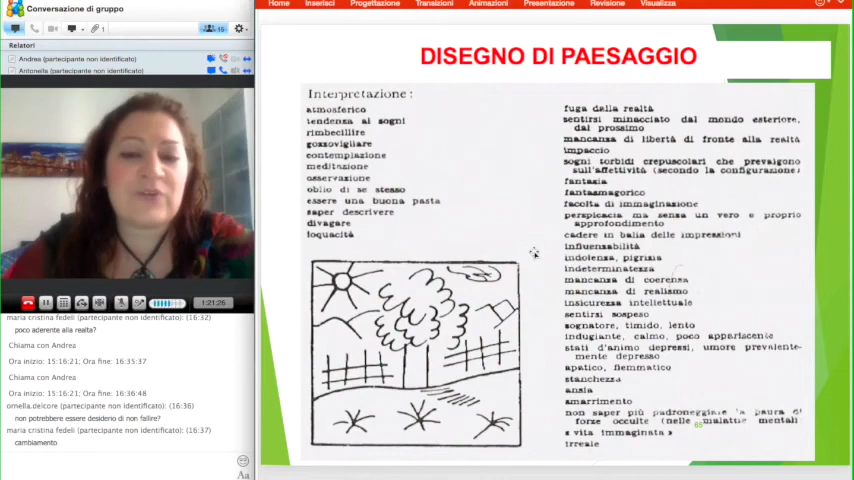 Conversazione di gruppo
15
1
Relatori
Andrea (partecipante non identificato)
Antonella (partecipante non identificato)
1:21:26
maria cristina fedeli (partecipante non identificato): (16:32)
poco aderente alla realta?
Chiama con Andrea
Ora inizio: 15:16:21; Ora fine: 16:35:37
Chiama con Andrea
Ora inizio: 15:16:21; Ora fine: 16:36:48
ornella.delcore (partecipante non identificato): (16:36)
non potrebbere essere desiderio di non fallire?
maria cristina fedeli (partecipante non identificato): (16:37)
cambiamento
Aa
Home Inserisci Progettazione Transizioni Animazioni Presentazione Revisione Visualizza
DISEGNO DI PAESAGGIO
Interpretazione:
atmosferico
tendenza ai sogni
rimbecillire
gozzovigliare
contemplazione
meditazione
osservazione
oblio di se stesso
essere una buona pasta
saper descrivere
divagare
loquacità
fuga dalla realtà
sentirsi minacciato dal mondo esteriore,
dal prossimo
mancanza di libertà di fronte alla realtà
impaccio
sogni torbidi crepuscolari che prevalgono
sull'affettività (secondo la configurazione)
fantasia
fantasmagorico
facoltà di immaginazione
perspicacia ma senza un vero e proprio
approfondimento
cadere in balia delle impressioni
influenzabilità
indolenza, pigrizia
indeterminatezza
mancanza di coerenza
mancanza di realismo
insicurezza intellettuale
sentirsi sospeso
sognatore, timido, lento
indugiante, calmo, poco appariscente
stati d'animo depressi, umore prevalente-
mente depresso
apatico, flemmatico
stanchezza
ansia
smarrimento
non saper più padroneggiare la paura di
forze occulte (nelle malattie mentali
« vita immaginata »
irreale
65